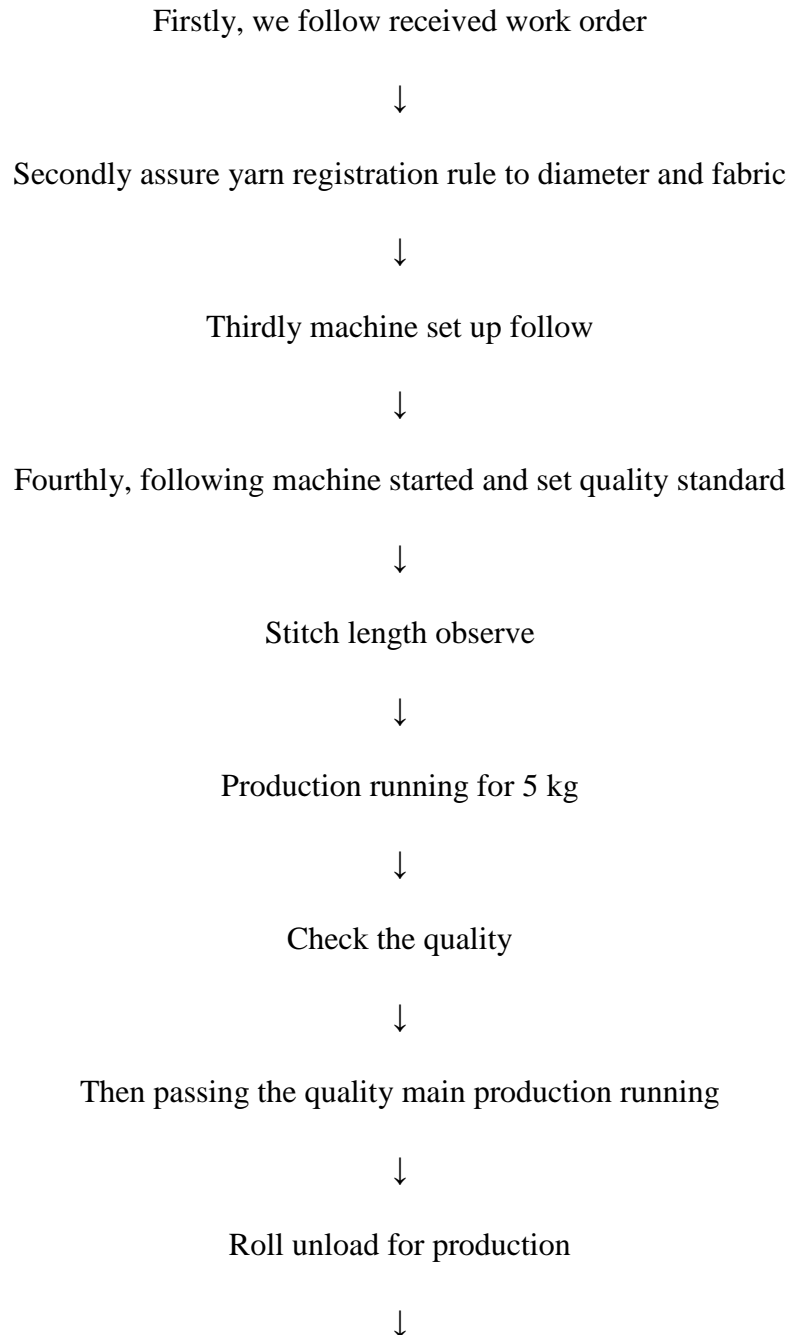 Firstly, we follow received work order
↓
Secondly assure yarn registration rule to diameter and fabric
↓
Thirdly machine set up follow
↓
Fourthly, following machine started and set quality standard
↓
Stitch length observe
↓
Production running for 5 kg
↓
Check the quality
↓
Then passing the quality main production running
↓
Roll unload for production
↓